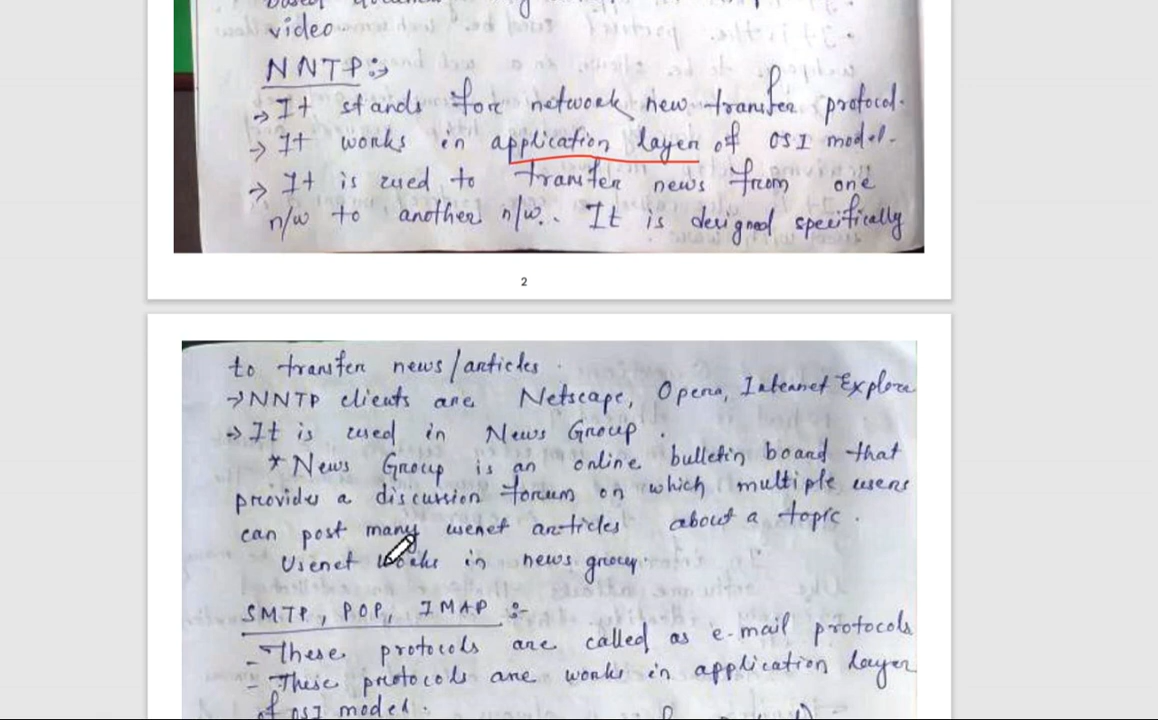 video
NNTP:→
→ It stands for network new transfer protocol.
→ It works in application layer of OSI model.
→ It is used to transfer news from one
n/w to another n/w. It is designed specifically
2
to transfer news/articles.
→ NNTP clients are Netscape, Opera, Internet Explore
→ It is used in News Group.
* News Group is an online bulletin board that
provides a discussion forum on which multiple users
can post many usenet articles about a topic.
Usenet works in news group.
SMTP, POP, IMAP :-
- These protocols are called as e-mail protocols
- These protocols are works in application layer
of OSI model.